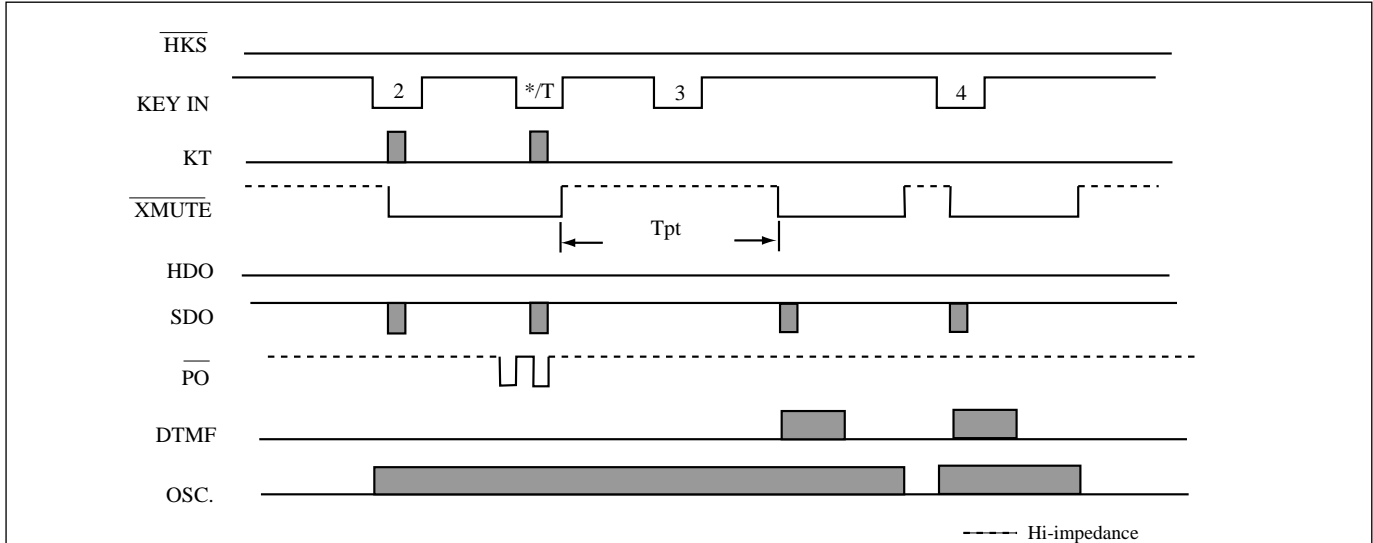 HKS
KEY IN
2
*/T
3
4
KT
XMUTE
Tpt
HDO
SDO
PO
DTMF
OSC.
Hi-impedance